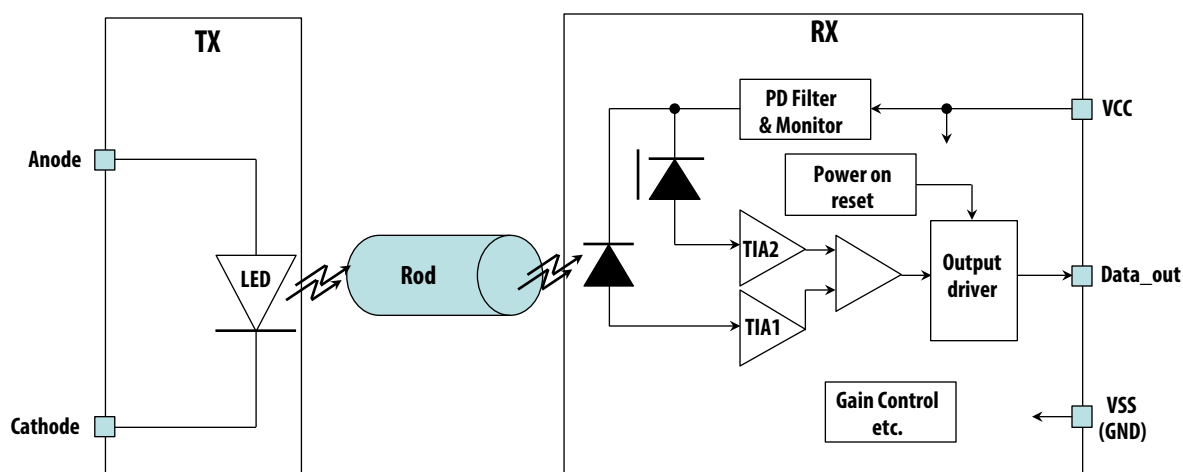 TX
RX
PD Filter
& Monitor
VCC
Anode
Power on
reset
LED
Rod
TIA2
Output
driver
Data_out
TIA1
Gain Control
etc.
Cathode
VSS
(GND)